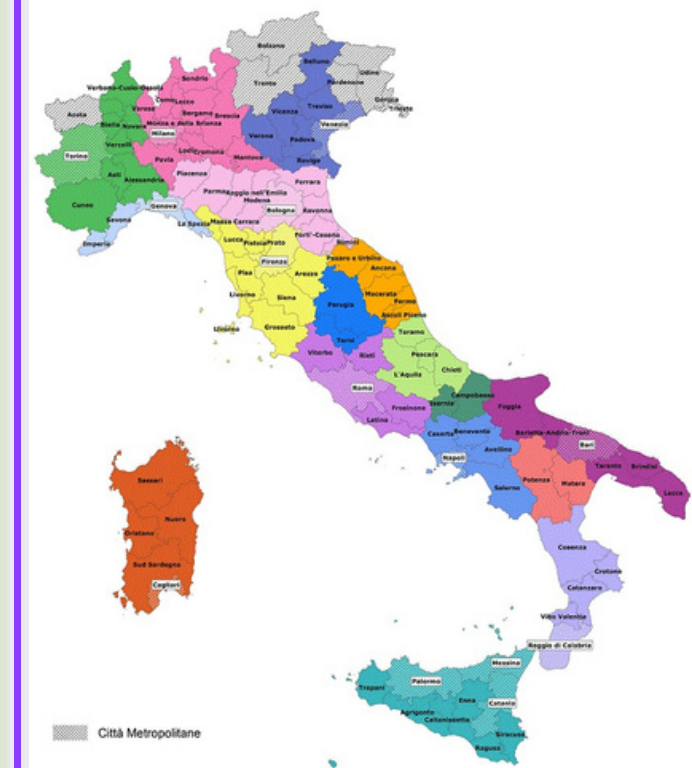 Bolzano
Belluno
Trento
Udine
Pordenone
Gorizia
Trieste
Sondrio
Verbano-Cusio-Ossola
Como
Lecco
Aosta
Varese
Bergamo
Brescia
Treviso
Vicenza
Biella
Novara
Monza e della Brianza
Milano
Venezia
Verona
Padova
Vercelli
Torino
Lodi
Cremona
Mantova
Rovigo
Pavia
Asti
Alessandria
Piacenza
Ferrara
Parma
Reggio nell'Emilia
Modena
Cuneo
Genova
Bologna
Ravenna
Savona
La Spezia
Massa Carrara
Imperia
Forlì-Cesena
Rimini
Lucca
Pistoia
Prato
Firenze
Pesaro e Urbino
Ancona
Pisa
Arezzo
Livorno
Siena
Macerata
Fermo
Perugia
Ascoli Piceno
Livorno
Grosseto
Teramo
Terni
Viterbo
Rieti
Pescara
Chieti
L'Aquila
Roma
Campobasso
Isernia
Frosinone
Foggia
Latina
Caserta
Benevento
Barletta-Andria-Trani
Bari
Avellino
Napoli
Taranto
Brindisi
Potenza
Matera
Salerno
Lecce
Sassari
Nuoro
Oristano
Cosenza
Sud Sardegna
Crotone
Cagliari
Catanzaro
Vibo Valentia
Reggio di Calabria
Messina
Palermo
Trapani
Enna
Catania
Agrigento
Caltanissetta
Siracusa
Ragusa
Città Metropolitane